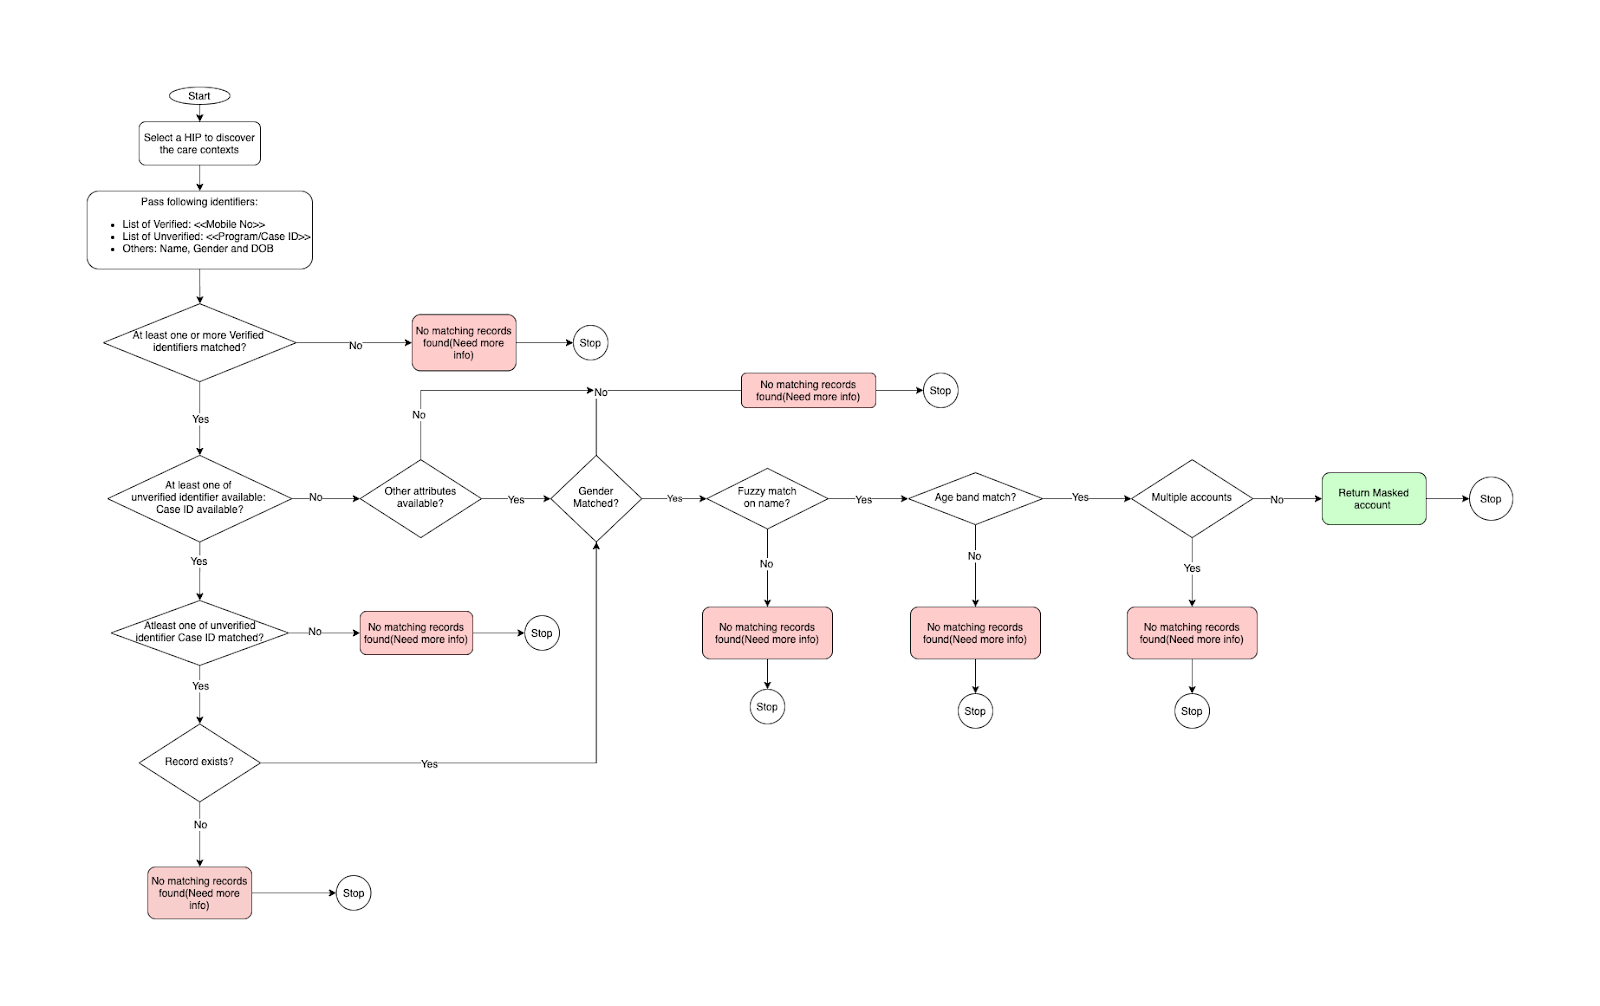 Start
Select a HIP to discover
the care contexts
Pass following identifiers:
• List of Verified: <<Mobile No>>
• List of Unverified: <<Program/Case ID>>
• Others: Name, Gender and DOB
At least one or more Verified
identifiers matched?
No
No matching records
found(Need more
info)
Stop
Yes
No
No
No matching records
found(Need more info)
Stop
At least one of
unverified identifier available:
Case ID available?
No
Other attributes
available?
Yes
Gender
Matched?
Yes
Fuzzy match
on name?
Yes
Age band match?
Yes
Multiple accounts
No
Return Masked
account
Stop
Yes
No
No
Yes
Atleast one of unverified
identifier Case ID matched?
No
No matching records
found(Need more info)
Stop
No matching records
found(Need more info)
No matching records
found(Need more info)
No matching records
found(Need more info)
Yes
Stop
Stop
Stop
Record exists?
Yes
No
No matching records
found(Need more
info)
Stop